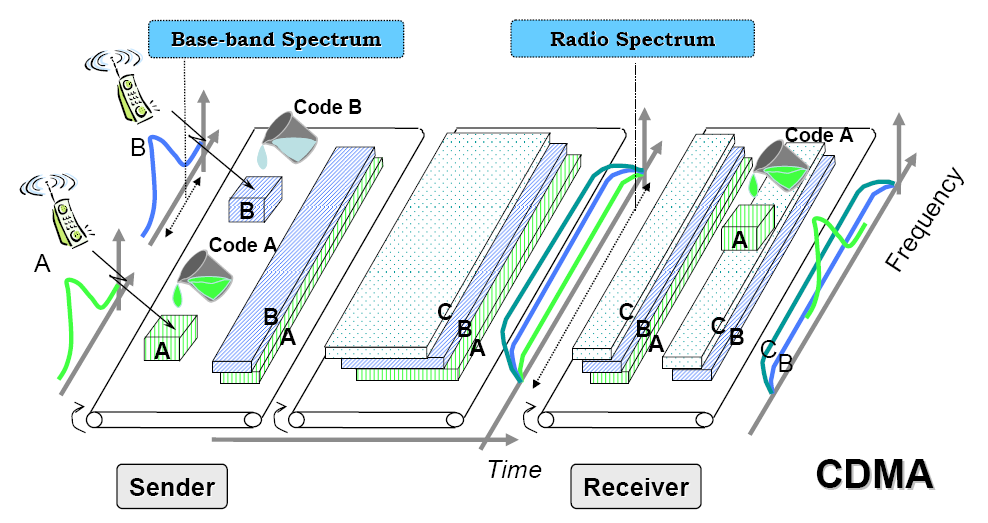 Base-band Spectrum
Radio Spectrum
Code B
B
B
Code A
A
A
B
A
C
B
A
Code A
A
C
B
A
C
B
C
B
Frequency
Time
Sender
Receiver
CDMA